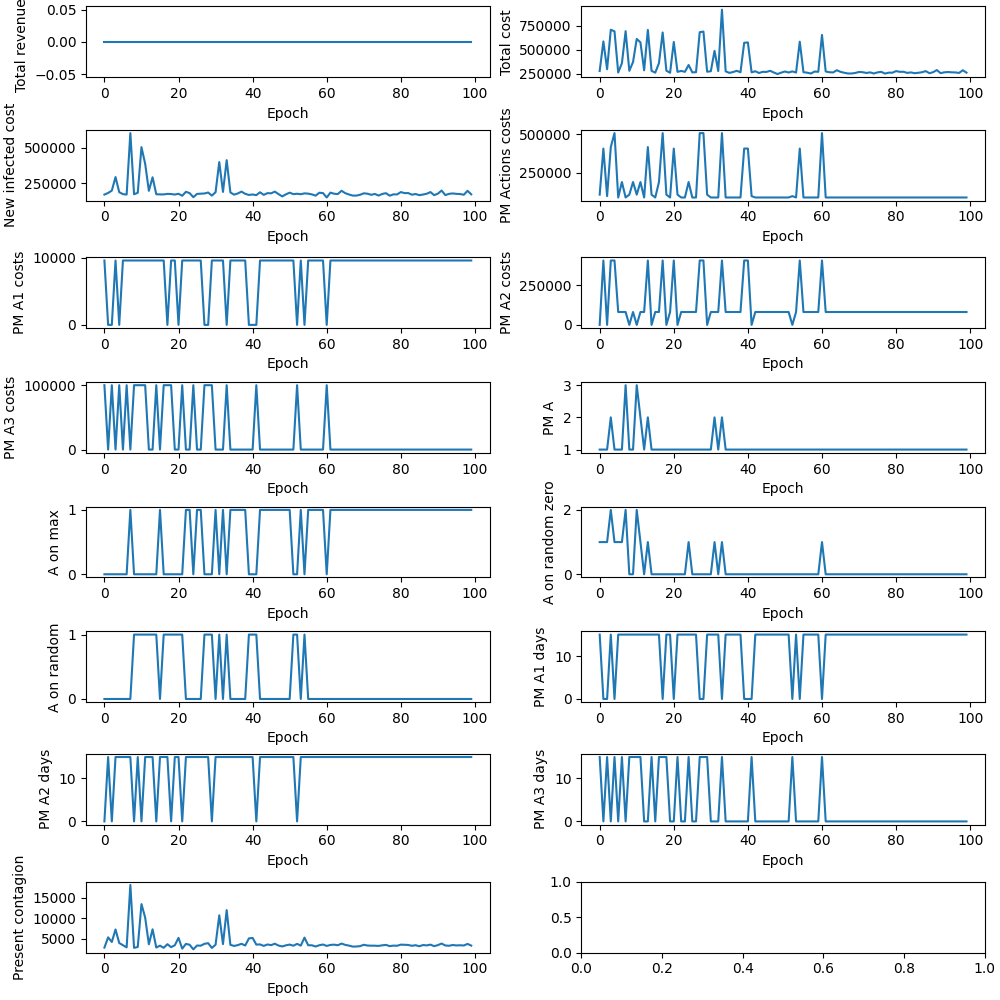 Total revenue
0.05
0.00
−0.05
0 20 40 60 80 100
Epoch
Total cost
750000
500000
250000
0 20 40 60 80 100
Epoch
New infected cost
500000
250000
0 20 40 60 80 100
Epoch
PM Actions costs
500000
250000
0 20 40 60 80 100
Epoch
PM A1 costs
10000
0
0 20 40 60 80 100
Epoch
PM A2 costs
250000
0
0 20 40 60 80 100
Epoch
PM A3 costs
100000
0
0 20 40 60 80 100
Epoch
PM A
3
2
1
0 20 40 60 80 100
Epoch
A on max
1
0
0 20 40 60 80 100
Epoch
A on random zero
2
0
0 20 40 60 80 100
Epoch
A on random
1
0
0 20 40 60 80 100
Epoch
PM A1 days
10
0
0 20 40 60 80 100
Epoch
PM A2 days
10
0
0 20 40 60 80 100
Epoch
PM A3 days
10
0
0 20 40 60 80 100
Epoch
Present contagion
15000
10000
5000
0 20 40 60 80 100
Epoch
1.0
0.5
0.0
0.0 0.2 0.4 0.6 0.8 1.0